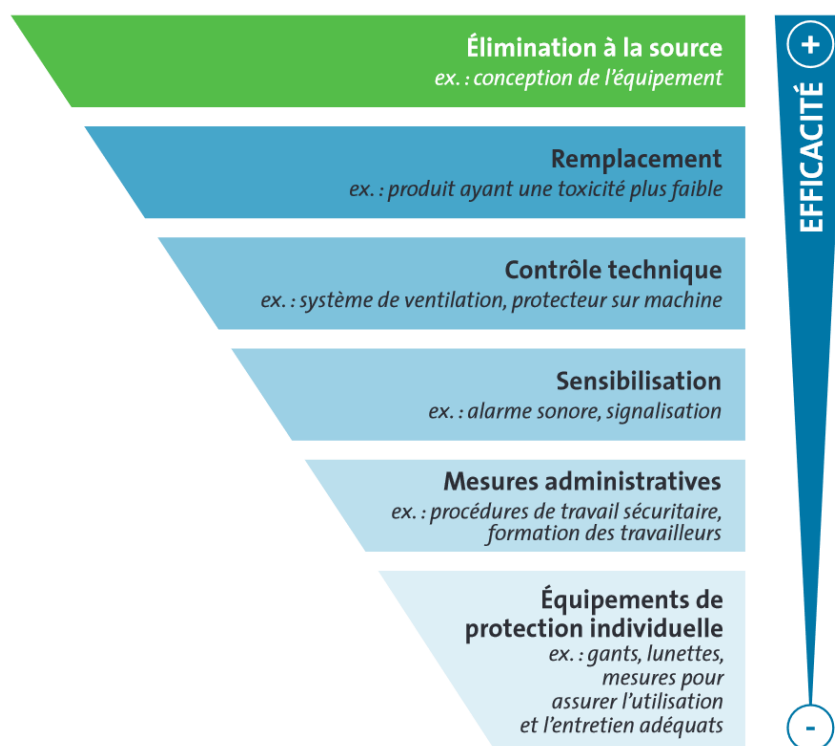 Élimination à la source
ex. : conception de l'équipement
+
EFFICACITÉ
Remplacement
ex. : produit ayant une toxicité plus faible
Contrôle technique
ex. : système de ventilation, protecteur sur machine
Sensibilisation
ex. : alarme sonore, signalisation
Mesures administratives
ex. : procédures de travail sécuritaire,
formation des travailleurs
Équipements de
protection individuelle
ex. : gants, lunettes,
mesures pour
assurer l'utilisation
et l'entretien adéquats
-